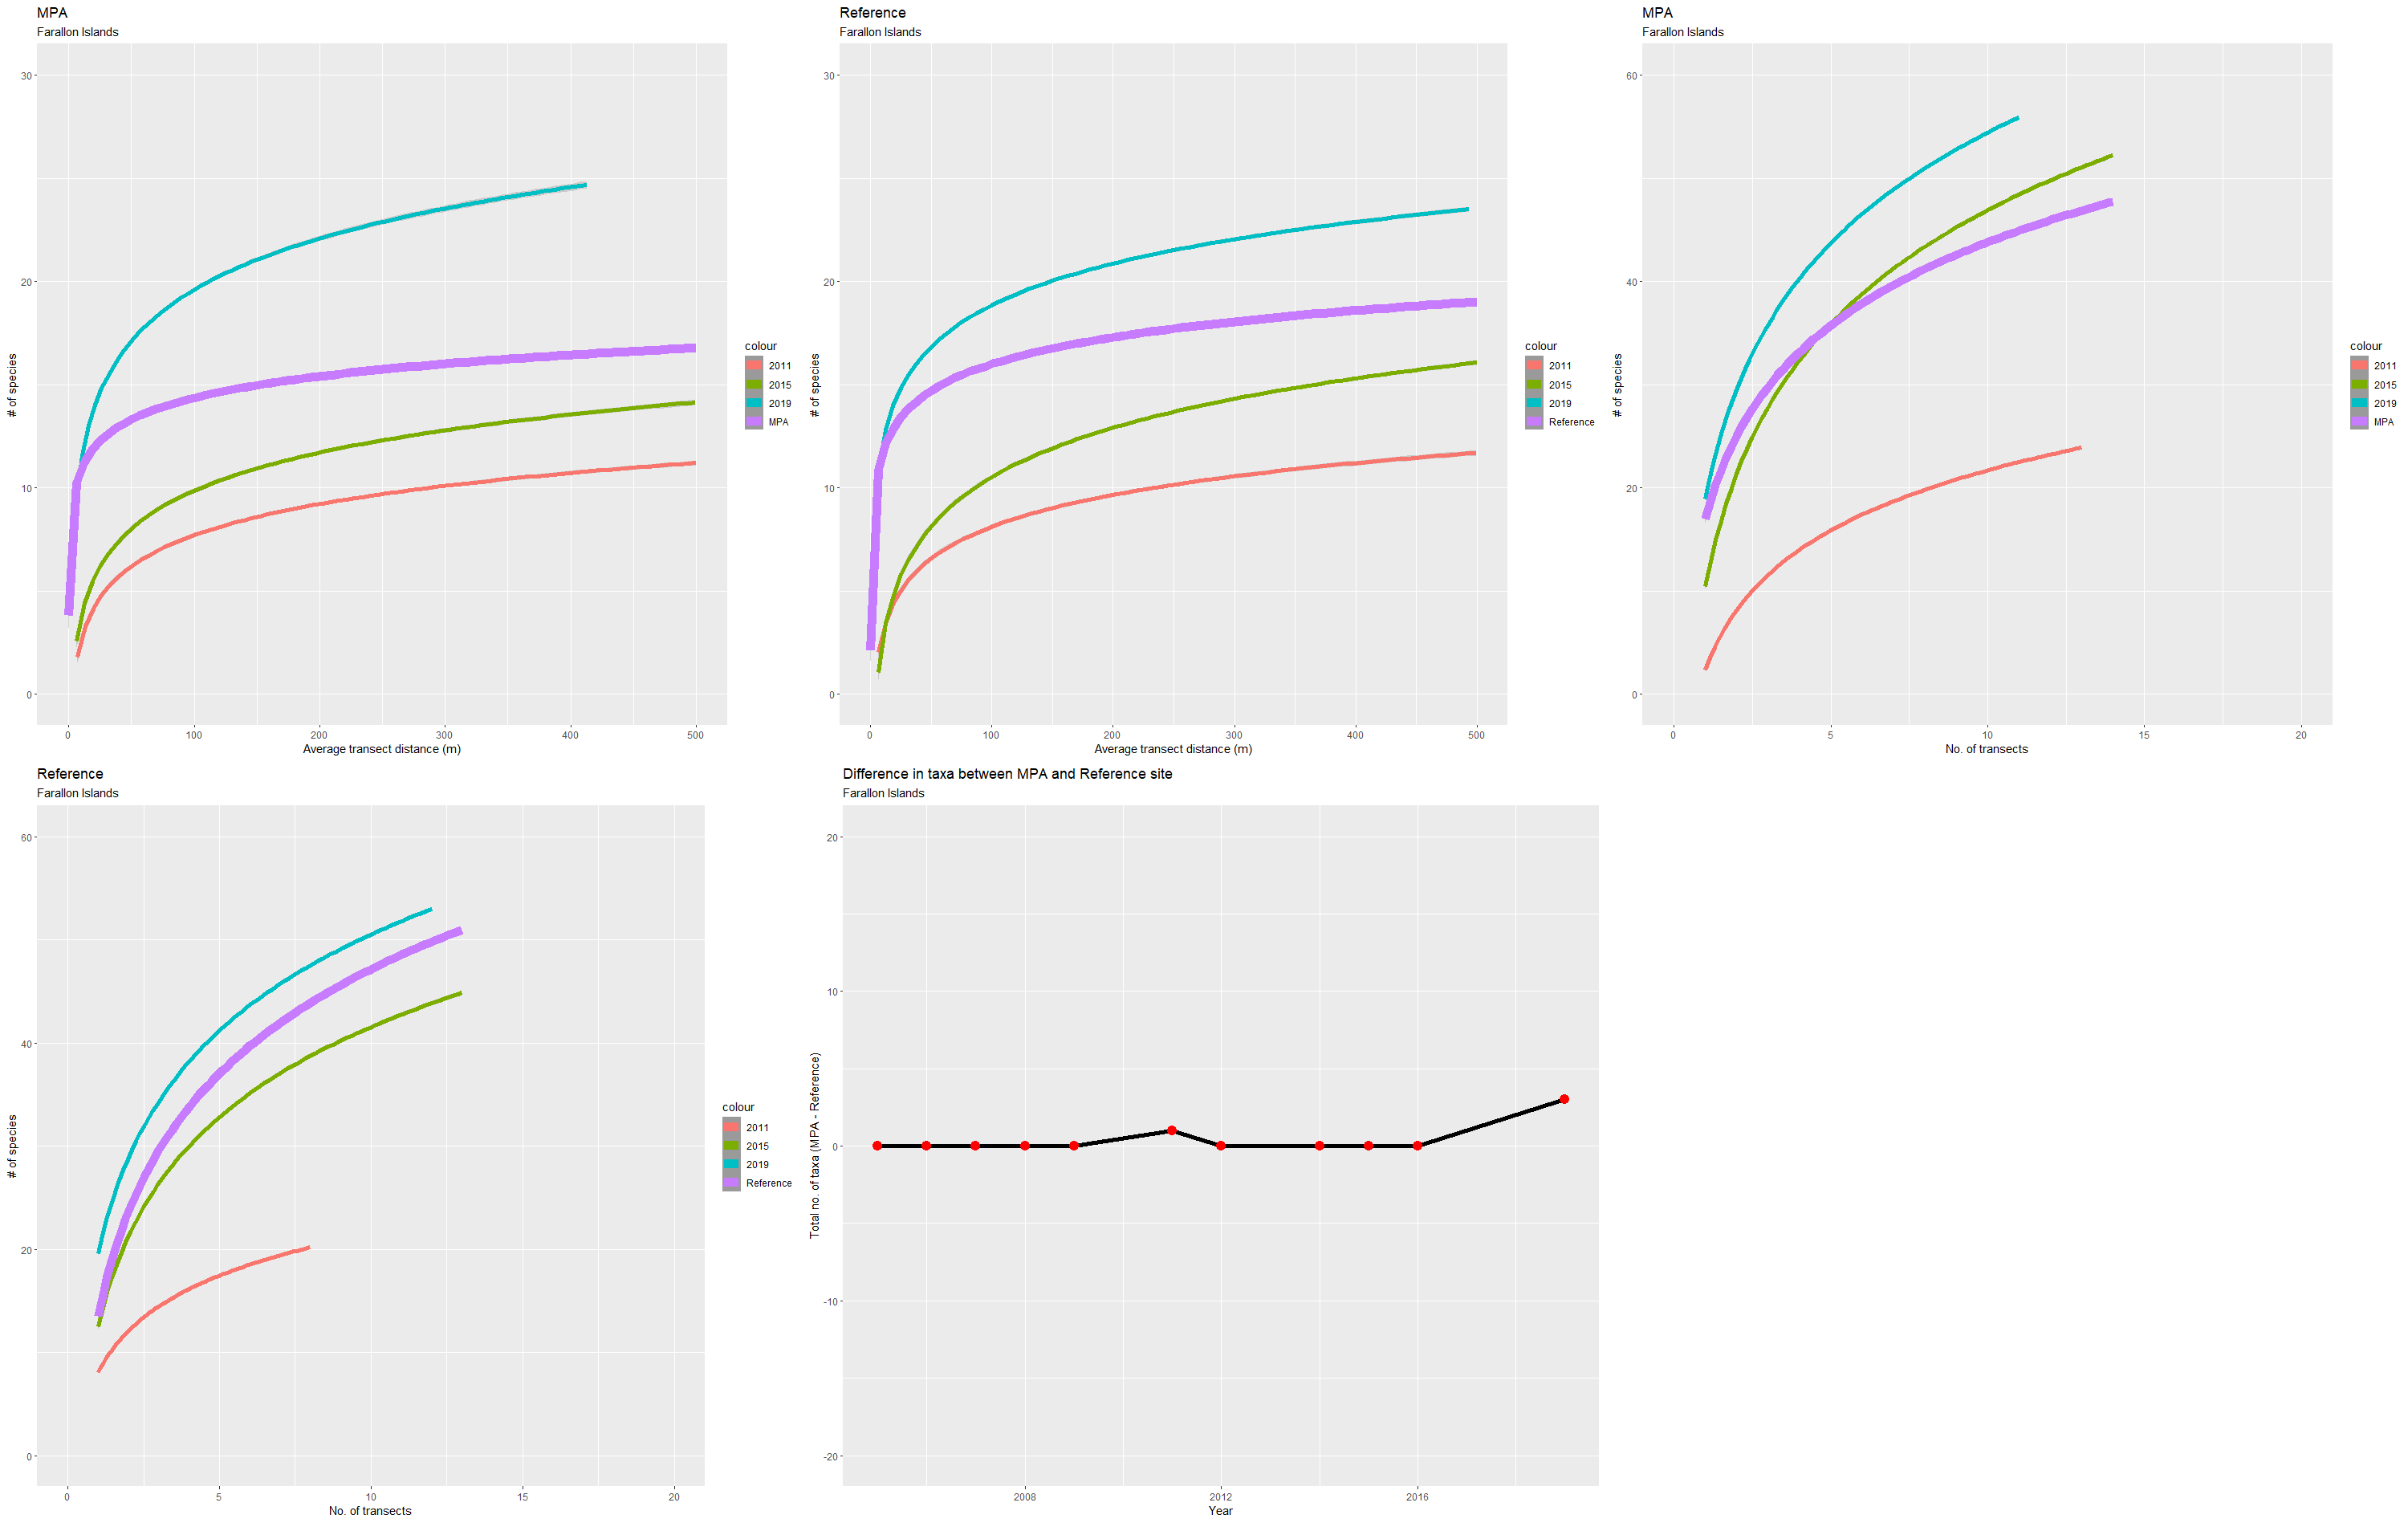 MPA
Farallon Islands
# of species
30
20
10
0
0 100 200 300 400 500
Average transect distance (m)
colour
2011
2015
2019
MPA
Reference
Farallon Islands
# of species
30
20
10
0
0 100 200 300 400 500
Average transect distance (m)
colour
2011
2015
2019
Reference
MPA
Farallon Islands
# of species
60
40
20
0
0 5 10 15 20
No. of transects
colour
2011
2015
2019
MPA
Reference
Farallon Islands
# of species
60
40
20
0
0 5 10 15 20
No. of transects
colour
2011
2015
2019
Reference
Difference in taxa between MPA and Reference site
Farallon Islands
Total no. of taxa (MPA - Reference)
20
10
0
-10
-20
2008 2012 2016
Year